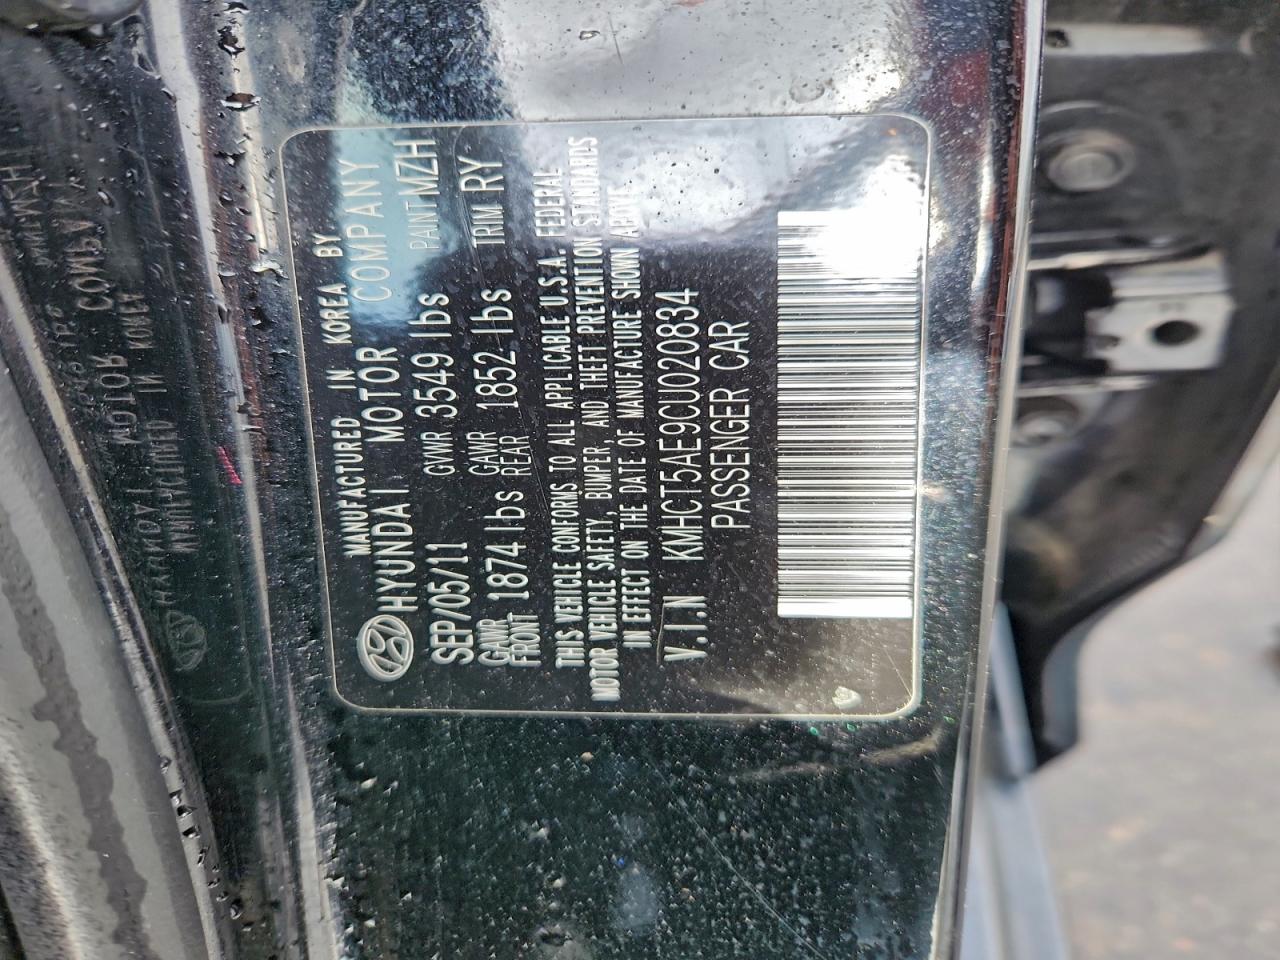 MANUFACTURED IN KOREA BY
HYUNDAI MOTOR COMPANY
SEP/05/11 GVWR 3549 lbs PAINT MZH
GAWR FRONT 1874 lbs GAWR REAR 1852 lbs TRIM RY
THIS VEHICLE CONFORMS TO ALL APPLICABLE U.S.A. FEDERAL
MOTOR VEHICLE SAFETY, BUMPER, AND THEFT PREVENTION STANDARDS
IN EFFECT ON THE DATE OF MANUFACTURE SHOWN ABOVE.
V.I.N KMHCT5AE9CU020834
PASSENGER CAR